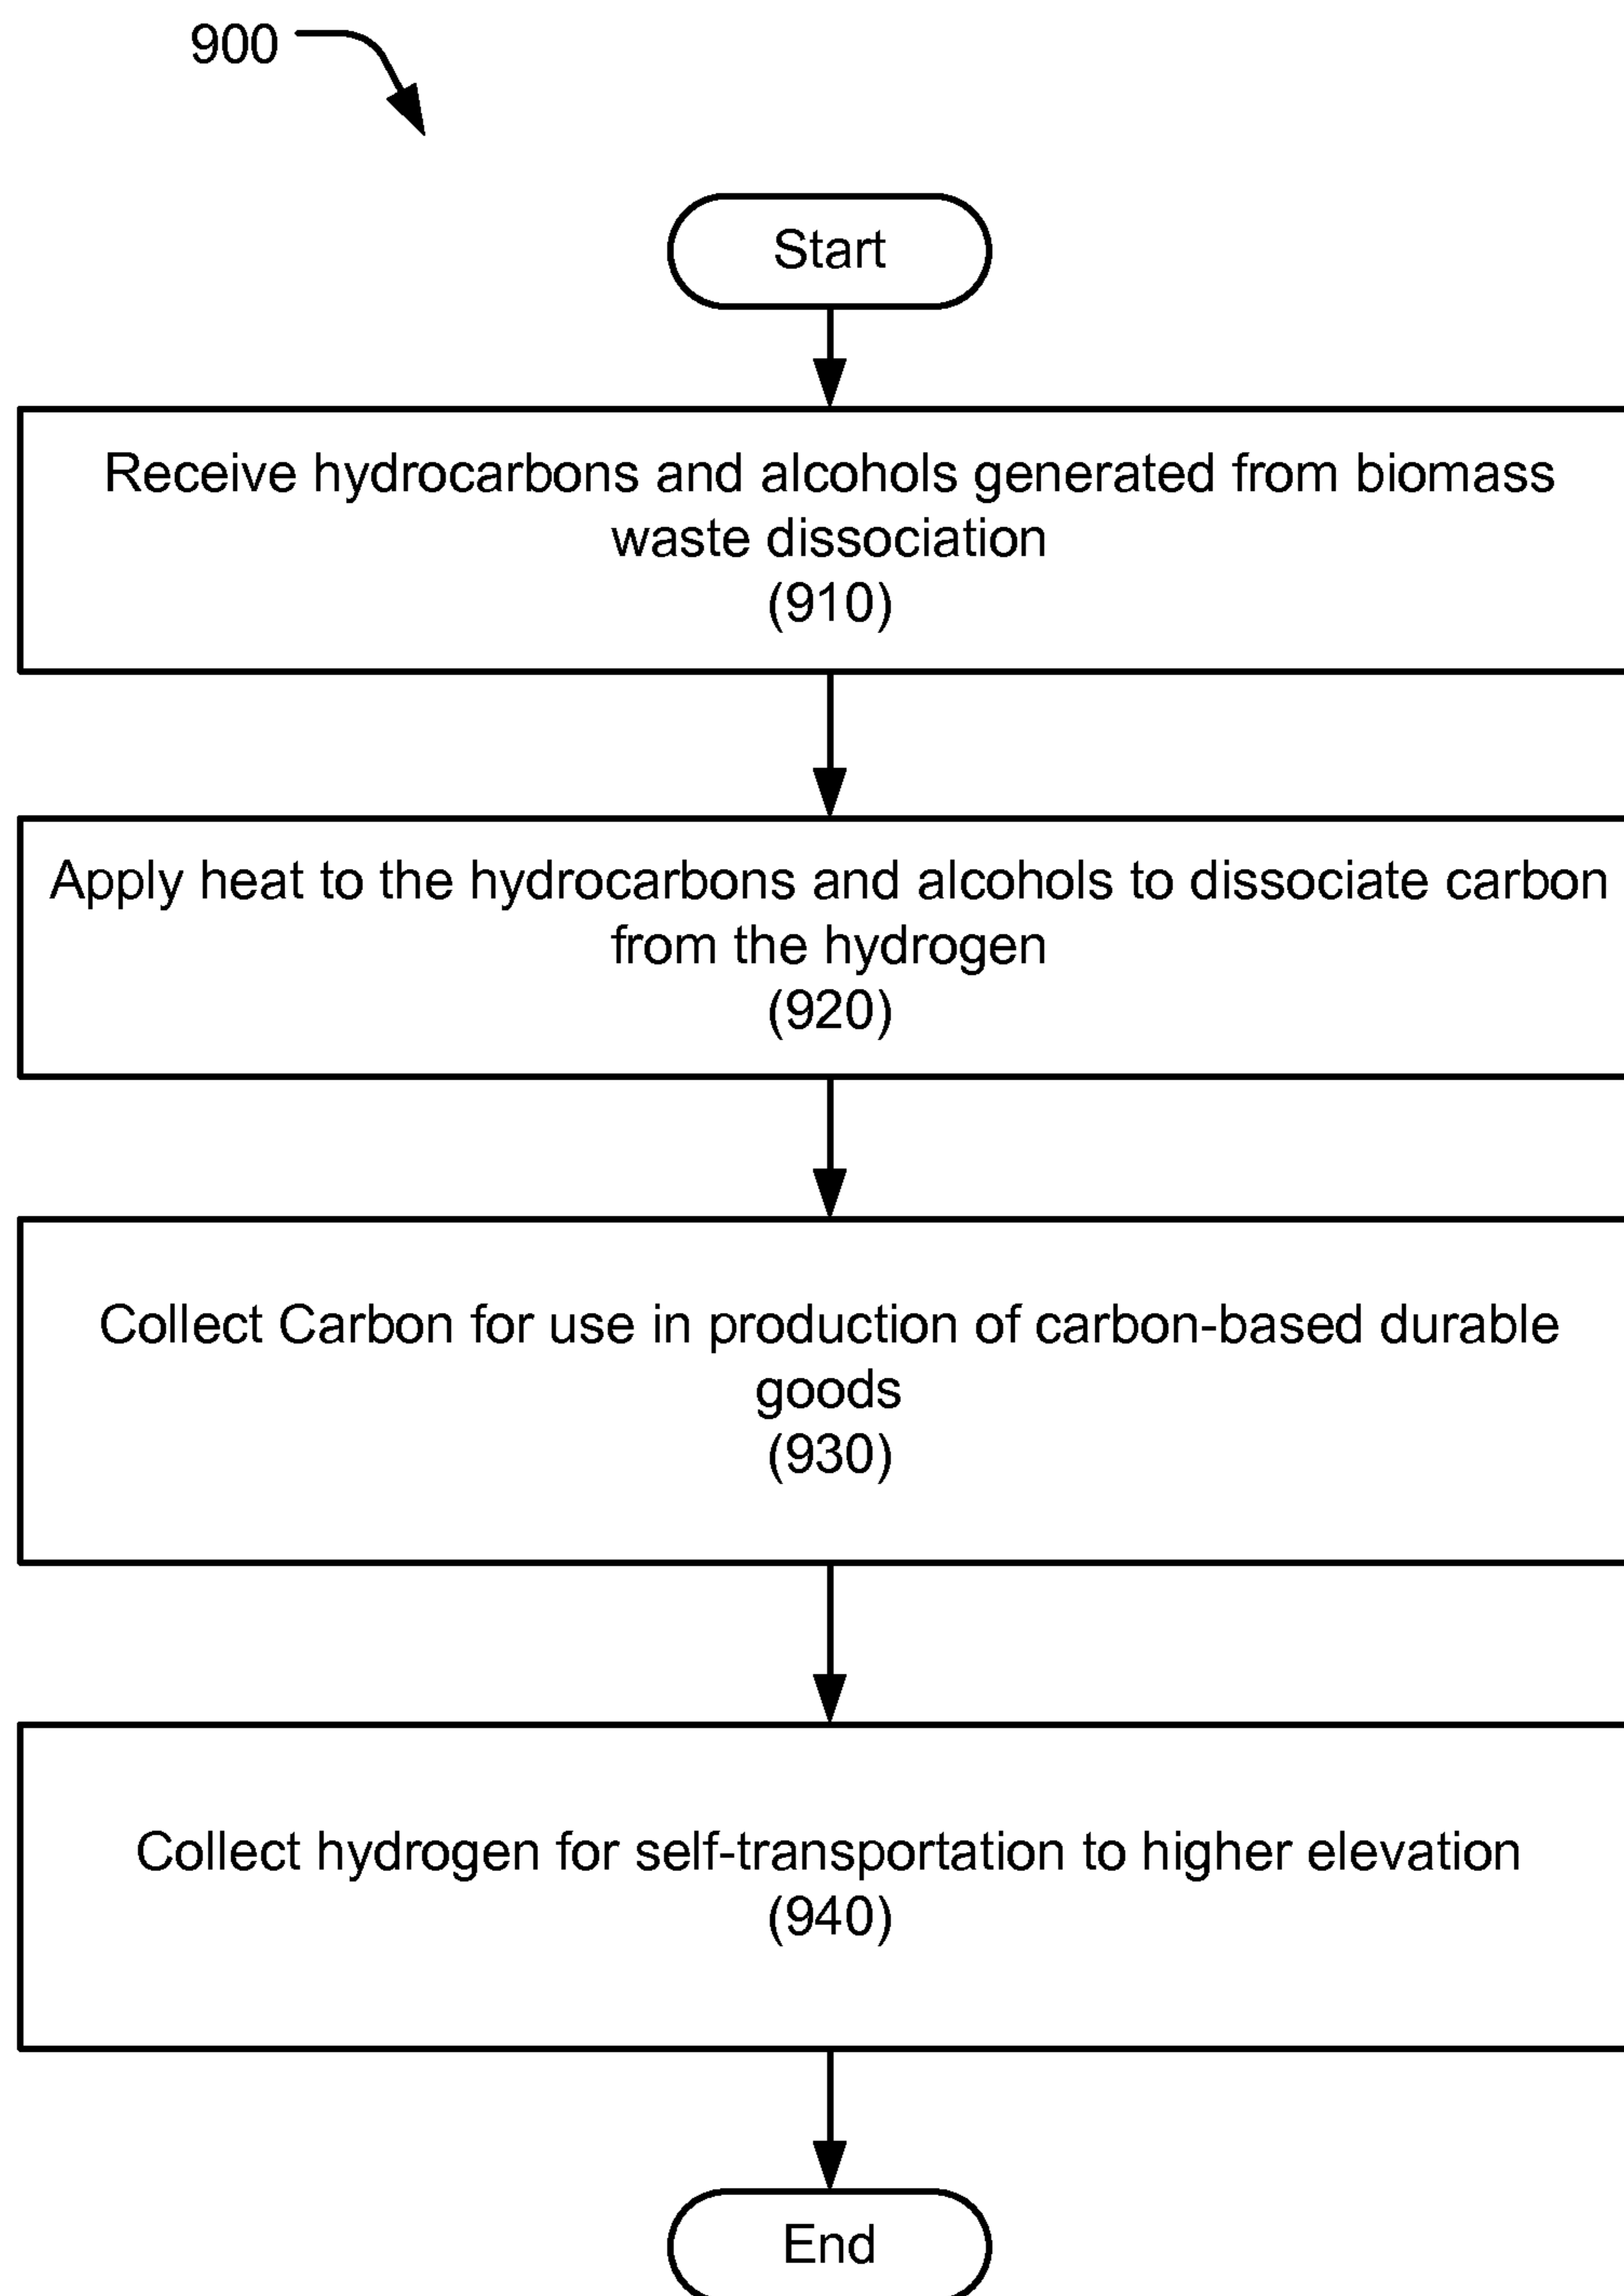 900
Start
Receive hydrocarbons and alcohols generated from biomass
waste dissociation
(910)
Apply heat to the hydrocarbons and alcohols to dissociate carbon
from the hydrogen
(920)
Collect Carbon for use in production of carbon-based durable
goods
(930)
Collect hydrogen for self-transportation to higher elevation
(940)
End